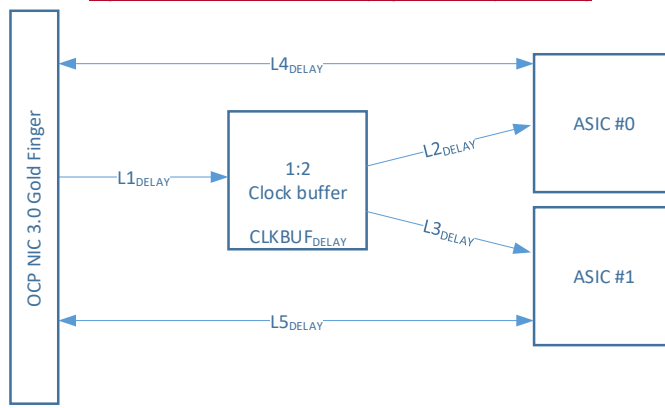 L4DELAY
ASIC #0
L2DELAY
1:2
Clock buffer
CLKBUFDELAY
L1DELAY
OCP NIC 3.0 Gold Finger
L3DELAY
ASIC #1
L5DELAY